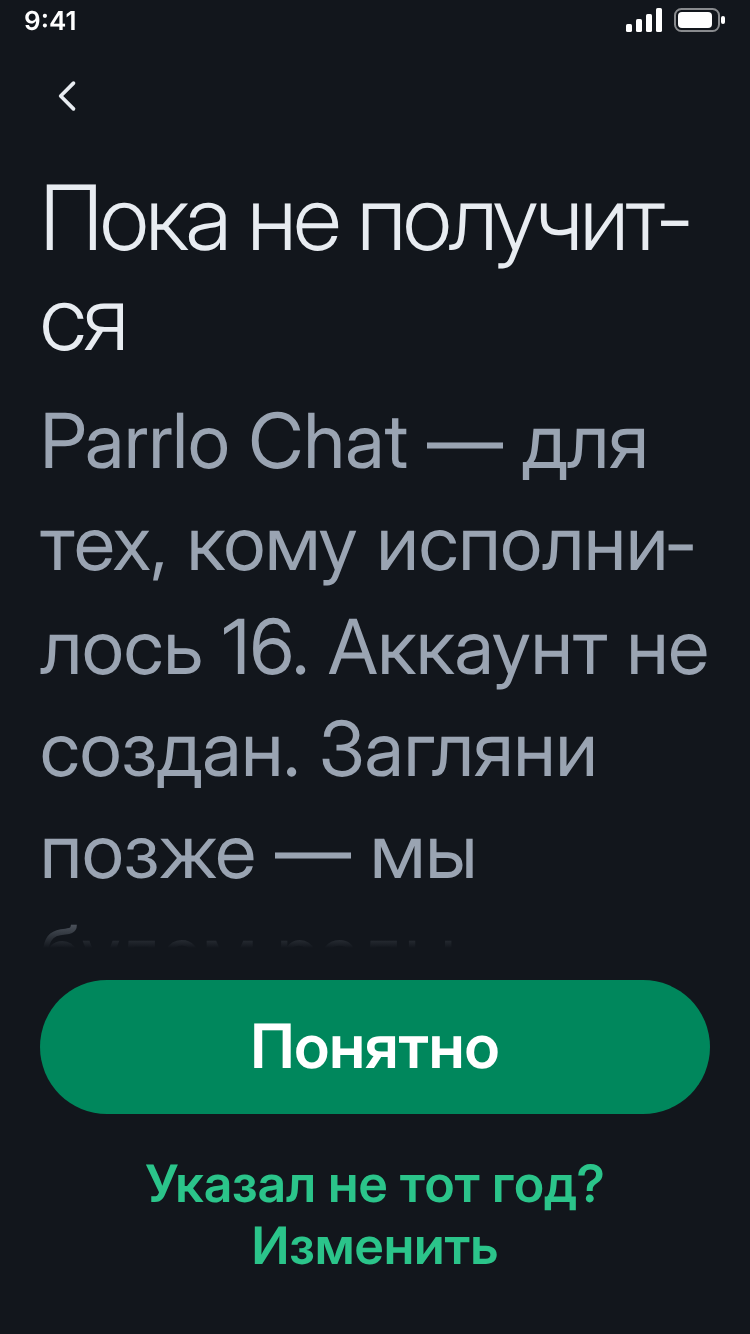 9:41
Пока не получит-
ся
Parrlo Chat — для
тех, кому исполни-
лось 16. Аккаунт не
создан. Загляни
позже — мы
Понятно
Указал не тот год?
Изменить